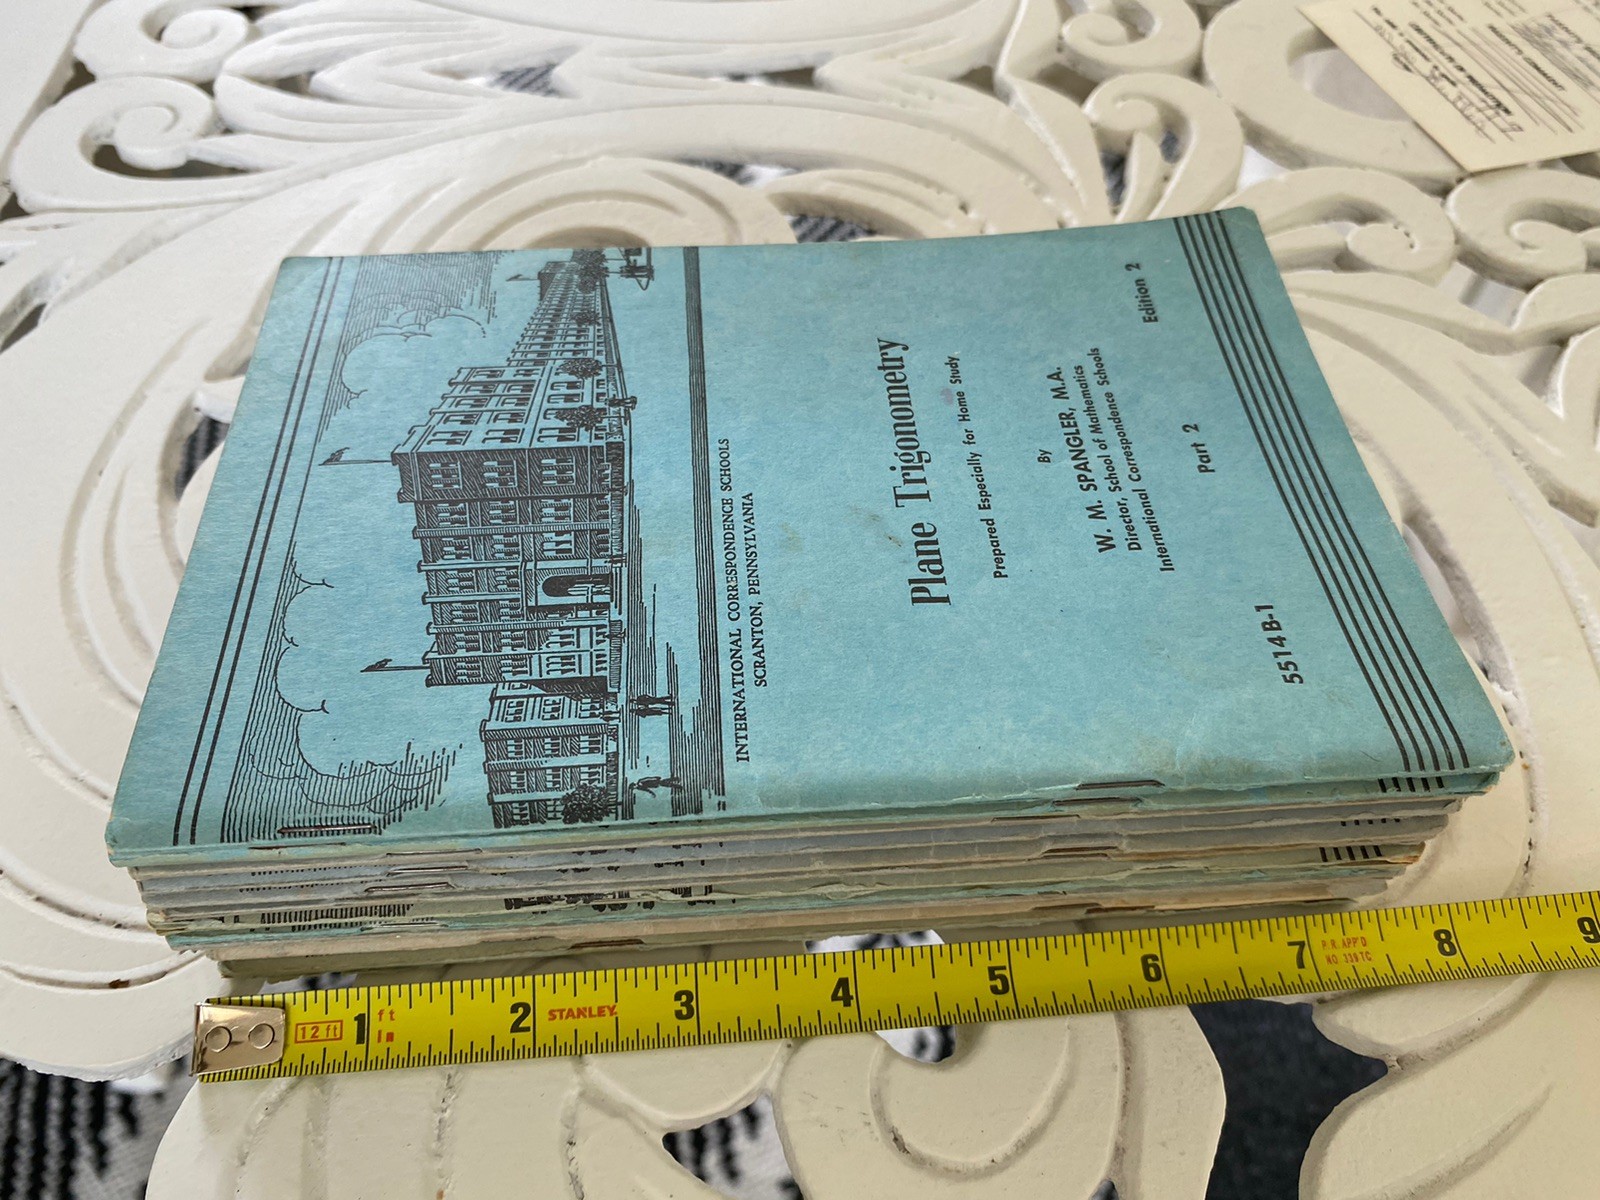 INTERNATIONAL CORRESPONDENCE SCHOOLS
SCRANTON, PENNSYLVANIA
Plane Trigonometry
Prepared Especially for Home Study
By
W. M. SPANGLER, M.A.
Director, School of Mathematics
International Correspondence Schools
5514 B-1
Part 2
Edition 2
12 ft
1
ft
in
2
STANLEY
3
4
5
6
7
P.R. APP'D
NO 339TC
8
9